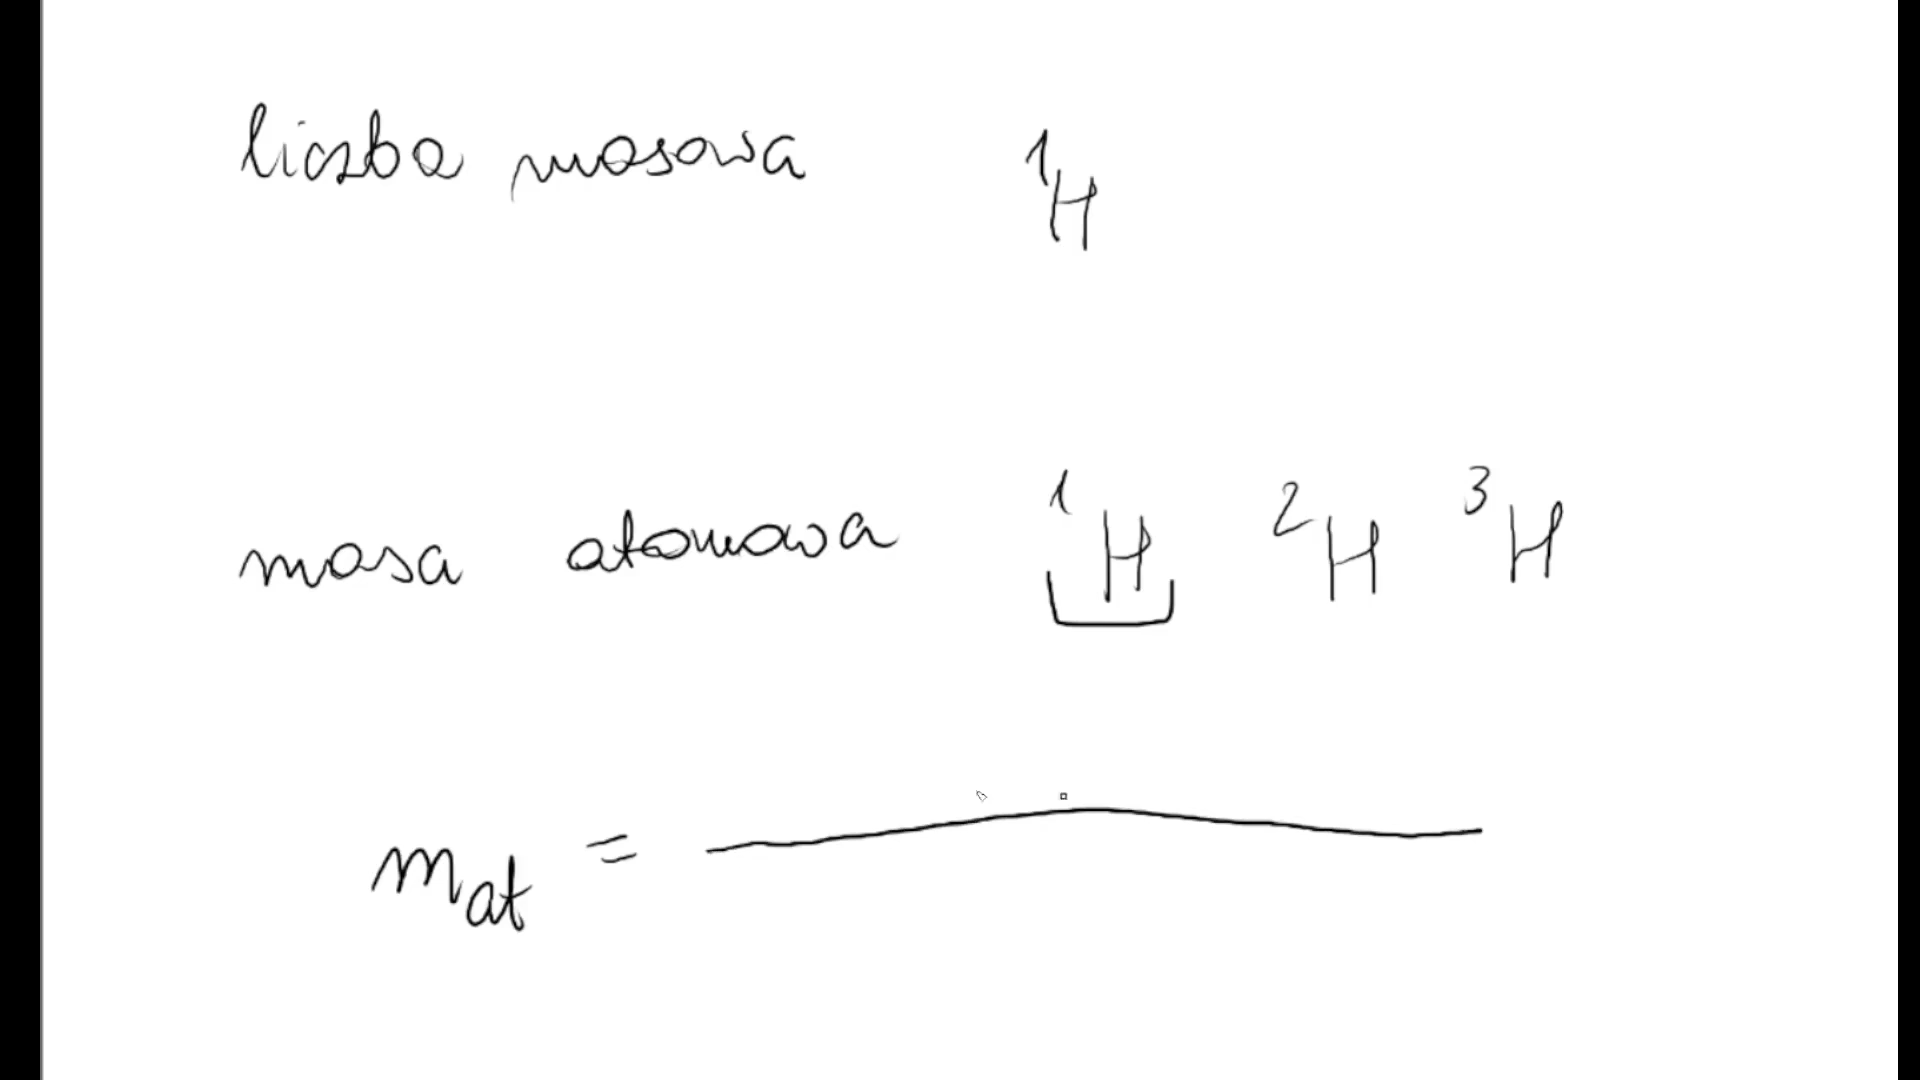 liczba masowa ¹H
masa atomowa ¹H ²H ³H
m_at =